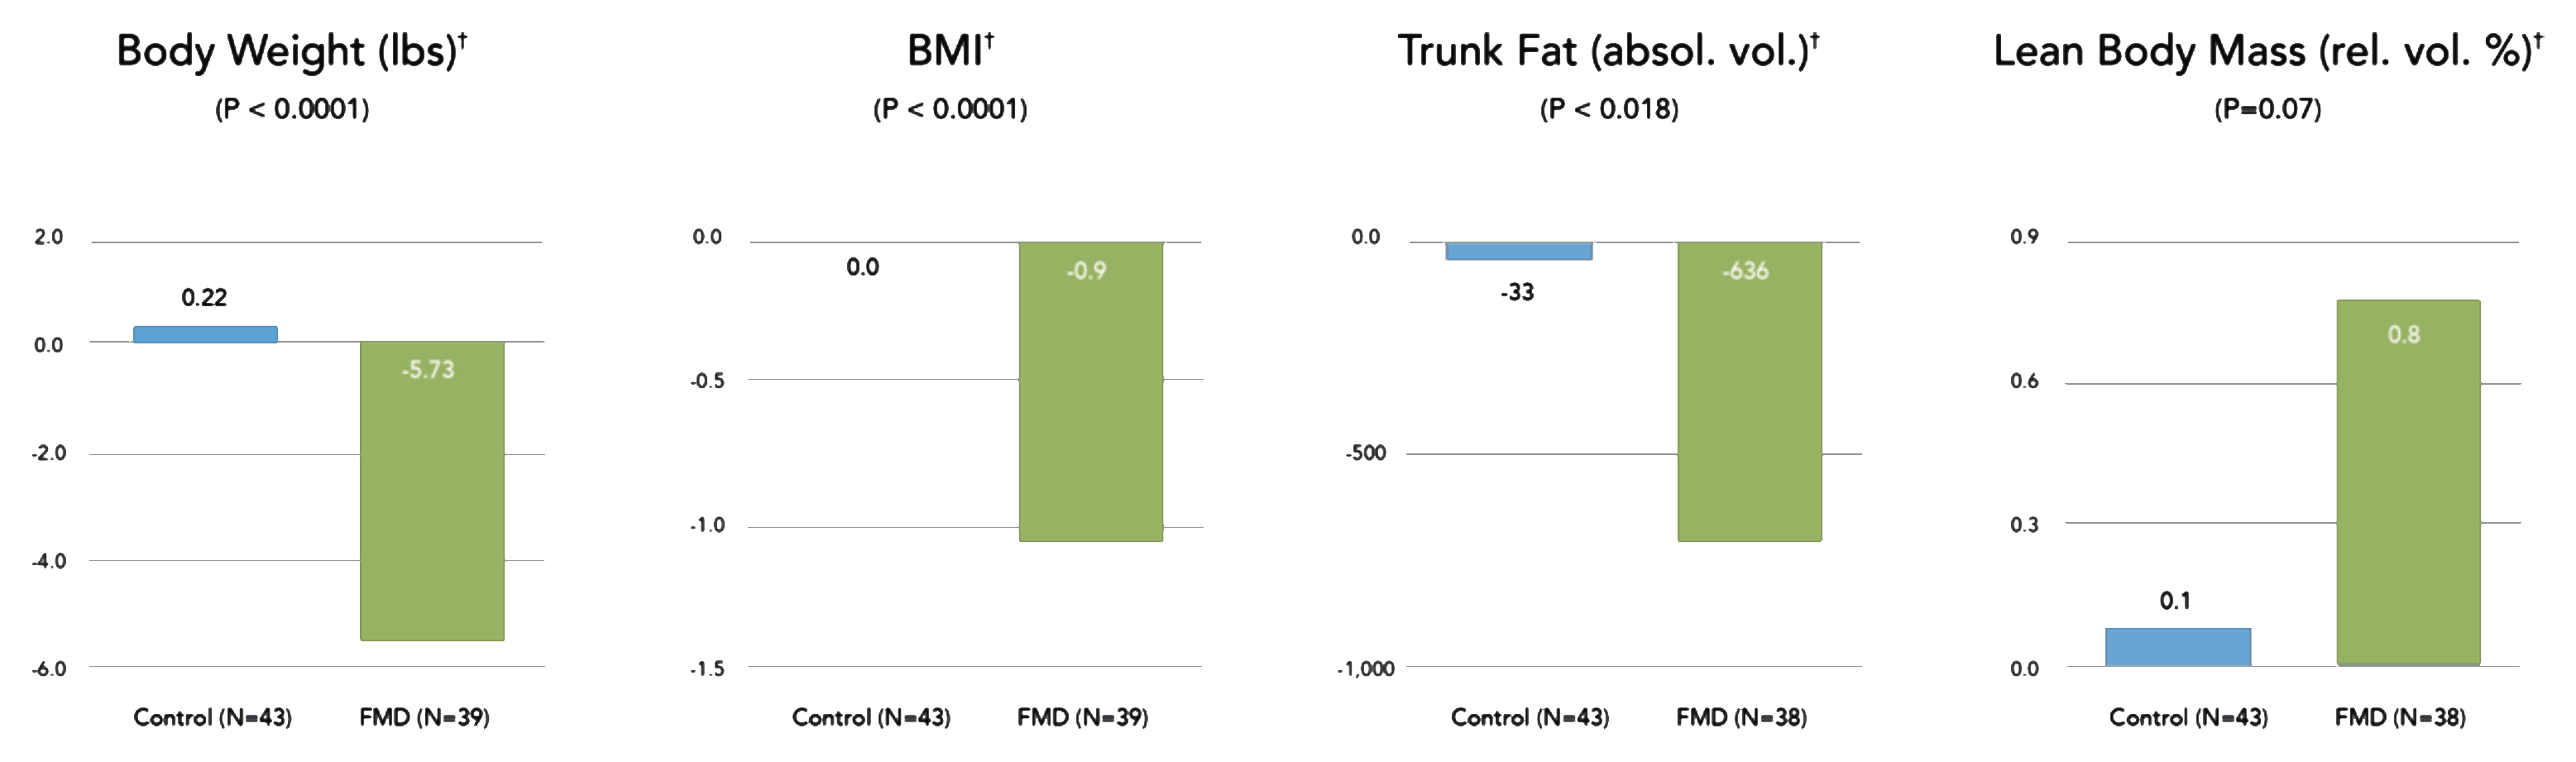 Body Weight (lbs)†
(P < 0.0001)
2.0
0.22
0.0
-5.73
-2.0
-4.0
-6.0
Control (N=43)
FMD (N=39)
BMI†
(P < 0.0001)
0.0
0.0
-0.9
-0.5
-1.0
-1.5
Control (N=43)
FMD (N=39)
Trunk Fat (absol. vol.)†
(P < 0.018)
0.0
-33
-636
-500
-1,000
Control (N=43)
FMD (N=38)
Lean Body Mass (rel. vol. %)†
(P=0.07)
0.9
0.8
0.6
0.3
0.1
0.0
Control (N=43)
FMD (N=38)